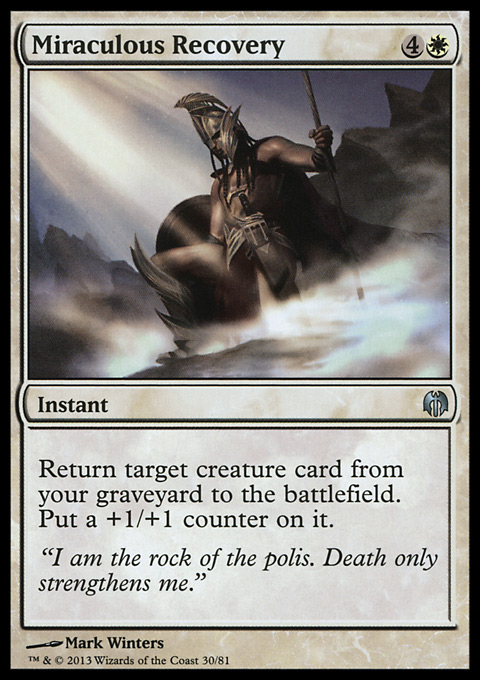 Miraculous Recovery 4
Instant
Return target creature card from
your graveyard to the battlefield.
Put a +1/+1 counter on it.
“I am the rock of the polis. Death only
strengthens me.”
Mark Winters
™ & © 2013 Wizards of the Coast 30/81